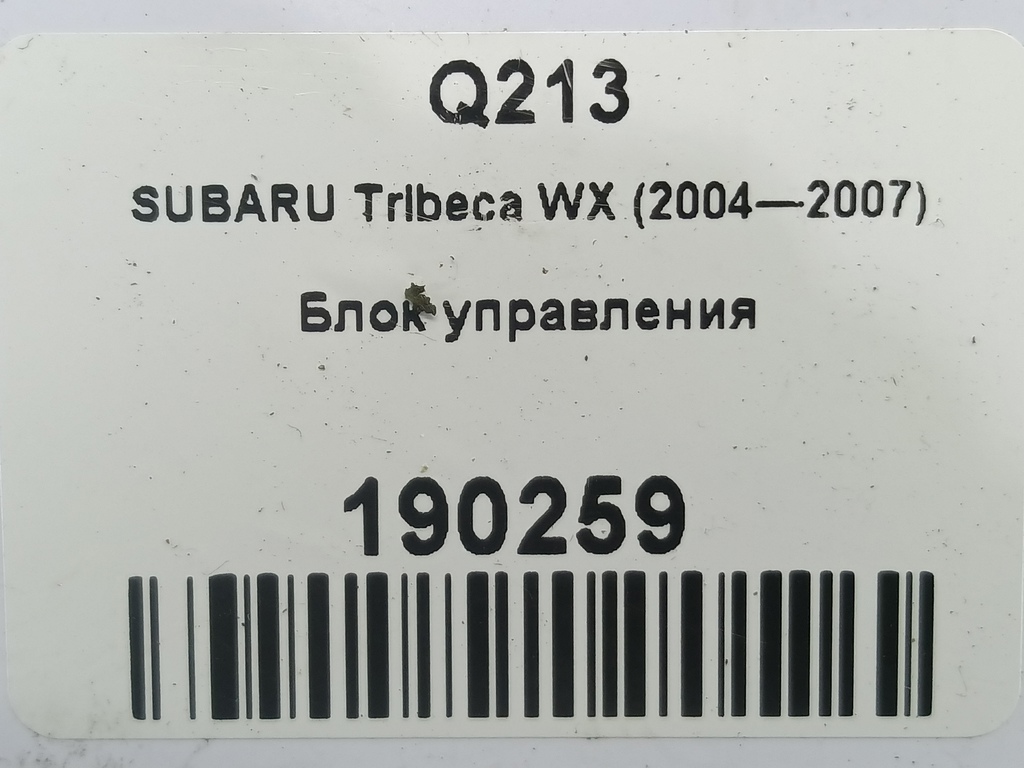 Q213
SUBARU Tribeca WX (2004—2007)
Блок управления
190259